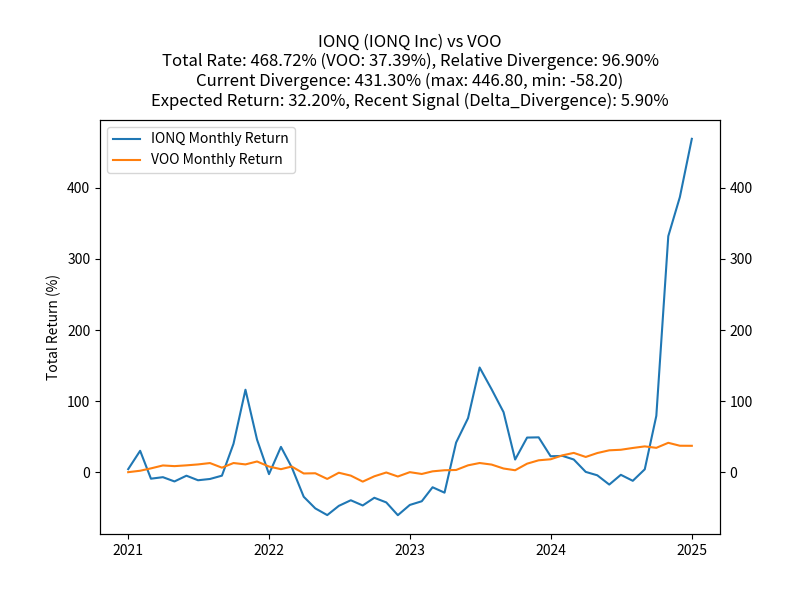 IONQ (IONQ Inc) vs VOO
Total Rate: 468.72% (VOO: 37.39%), Relative Divergence: 96.90%
Current Divergence: 431.30% (max: 446.80, min: -58.20)
Expected Return: 32.20%, Recent Signal (Delta_Divergence): 5.90%
IONQ Monthly Return
VOO Monthly Return
Total Return (%)
400 400
300 300
200 200
100 100
0 0
2021 2022 2023 2024 2025